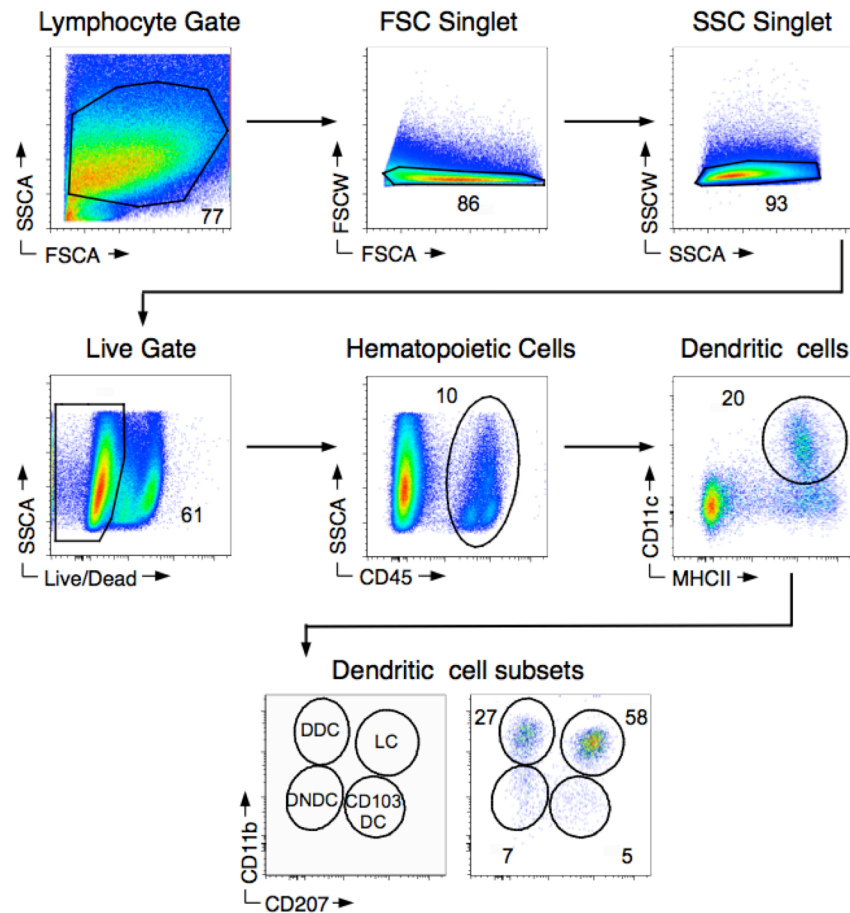 Lymphocyte Gate
FSC Singlet
SSC Singlet
SSCA
77
FSCA
FSCW
86
FSCA
SSCW
93
SSCA
Live Gate
Hematopoietic Cells
Dendritic cells
SSCA
61
Live/Dead
10
SSCA
CD45
20
CD11c
MHCII
Dendritic cell subsets
DDC
LC
DNDC
CD103
DC
27
58
7
5
CD11b
CD207